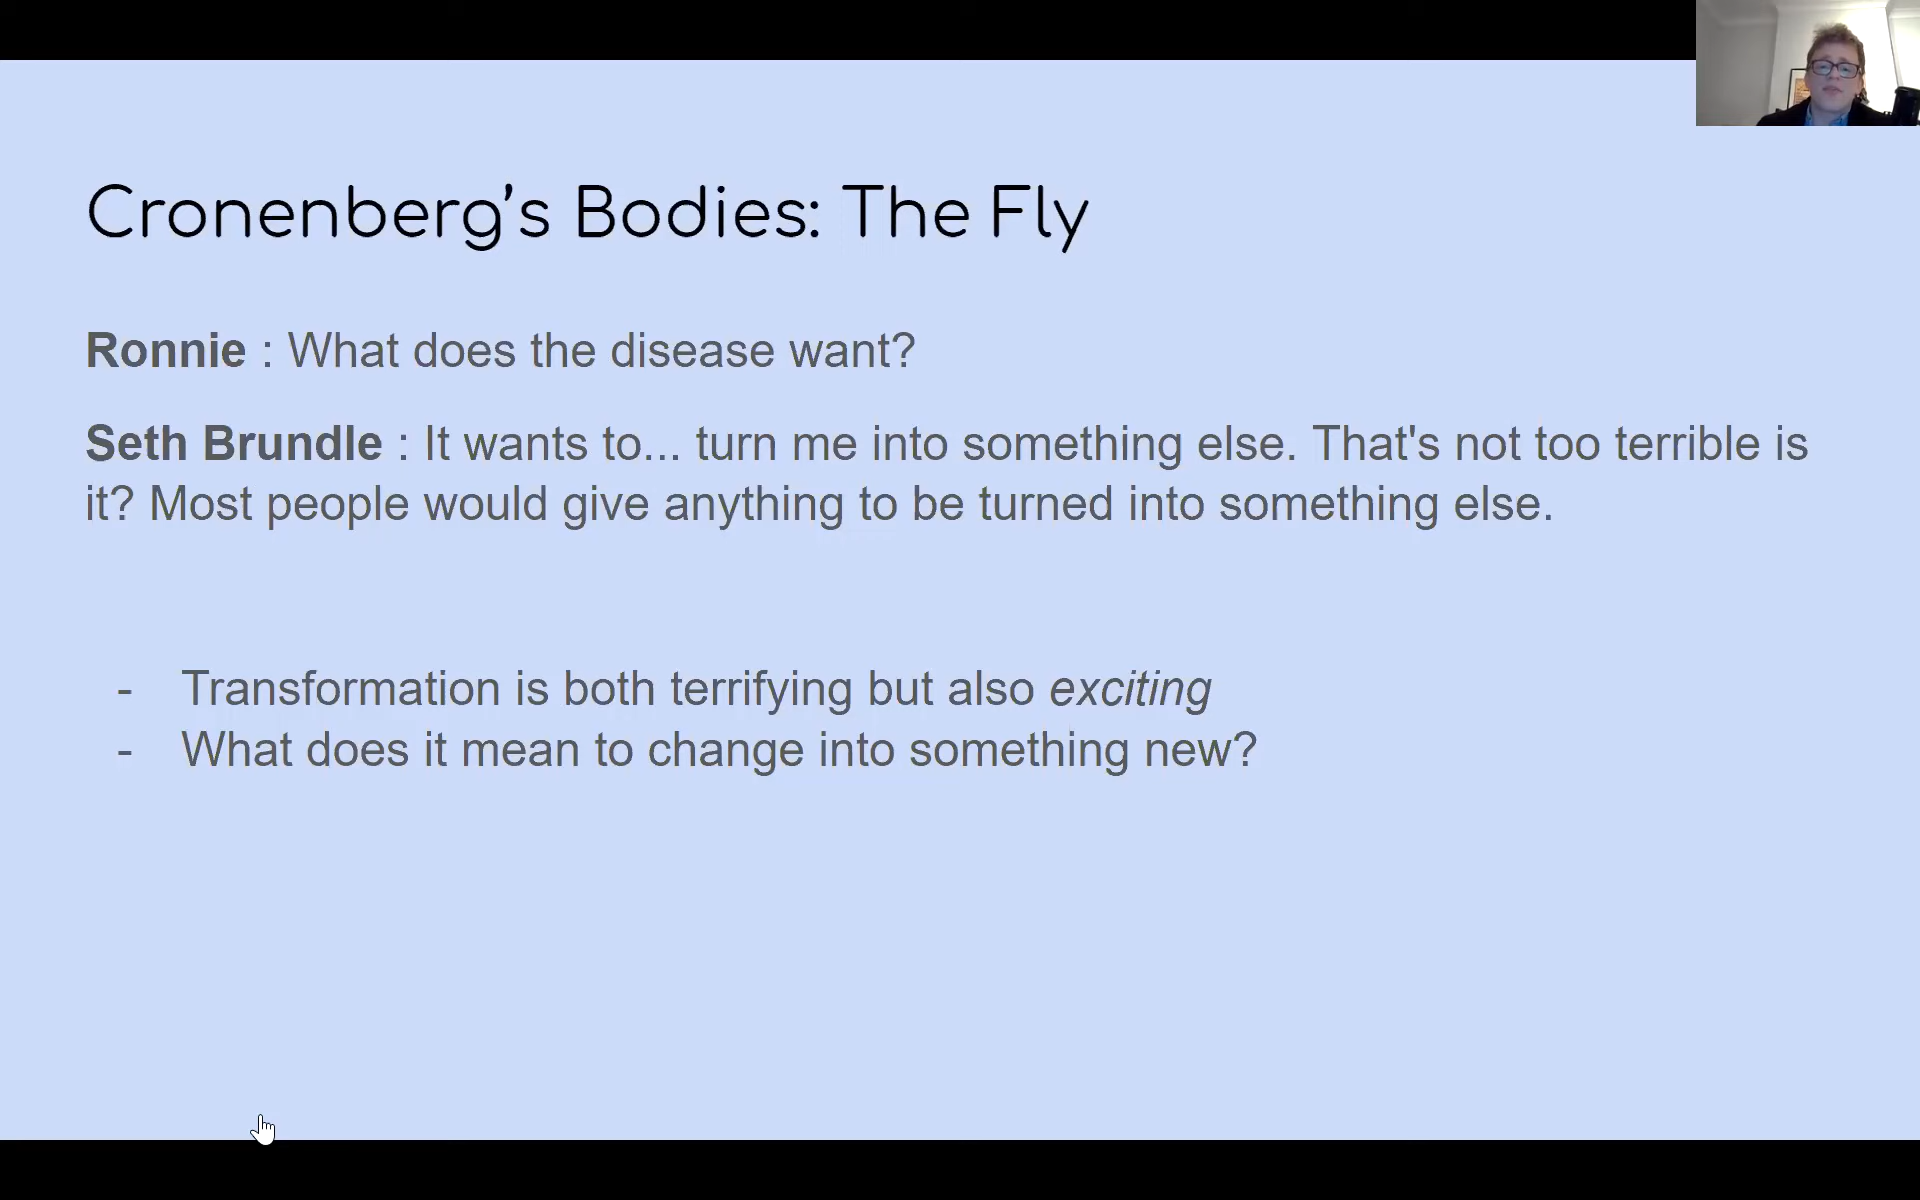 Cronenberg’s Bodies: The Fly
Ronnie : What does the disease want?
Seth Brundle : It wants to... turn me into something else. That's not too terrible is
it? Most people would give anything to be turned into something else.
- Transformation is both terrifying but also exciting
- What does it mean to change into something new?